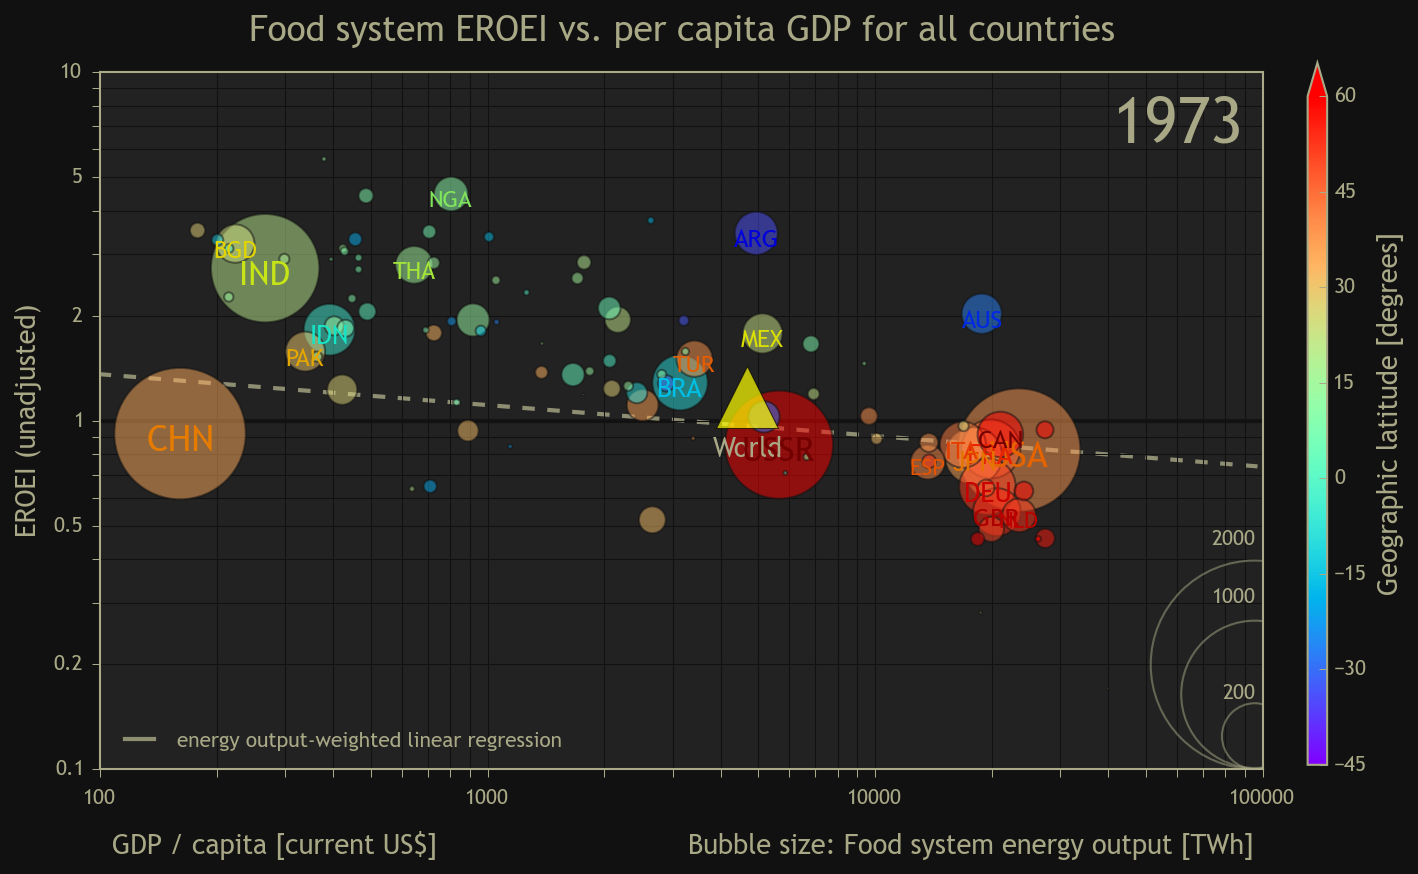 Food system EROEI vs. per capita GDP for all countries
1973
10
5
2
1
0.5
0.2
0.1
EROEI (unadjusted)
NGA
BGD
IND
THA
ARG
IDN
PAR
MEX
AUS
TUR
BRA
CHN
World
USSR
CAN
ITA
USA
ESP
DEU
GBR
2000
1000
200
energy output-weighted linear regression
100
1000
10000
100000
GDP / capita [current US$]
Bubble size: Food system energy output [TWh]
60
45
30
15
0
−15
−30
−45
Geographic latitude [degrees]